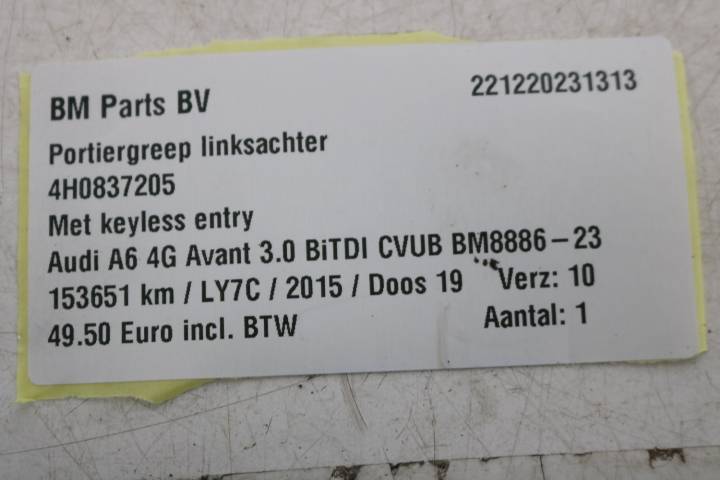 BM Parts BV 221220231313
Portiergreep linksachter
4H0837205
Met keyless entry
Audi A6 4G Avant 3.0 BiTDI CVUB BM8886-23
153651 km / LY7C / 2015 / Doos 19 Verz: 10
49.50 Euro incl. BTW Aantal: 1